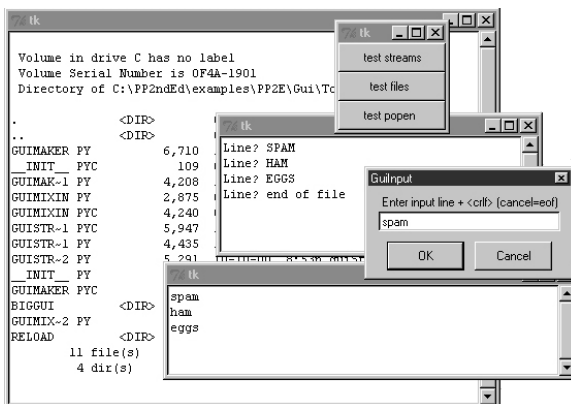 tk
Volume in drive C has no label
Volume Serial Number is 0F4A-1901
Directory of C:\PP2ndEd\examples\PP2E\Gui\To
. <DIR>
.. <DIR>
GUIMAKER PY 6,710
__INIT__ PYC 109
GUIMAK~1 PY 4,208
GUIMIXIN PY 2,875
GUIMIXIN PYC 4,240
GUISTR~1 PYC 5,947
GUISTR~1 PY 4,435
GUISTR~2 PY 5,291
__INIT__ PY
GUIMAKER PYC
BIGGUI <DIR>
GUIMIX~2 PY
RELOAD <DIR>
11 file(s)
4 dir(s)
tk
test streams
test files
test popen
tk
Line? SPAM
Line? HAM
Line? EGGS
Line? end of file
GuiInput
Enter input line + <crlf> (cancel=eof)
spam
OK
Cancel
tk
spam
ham
eggs